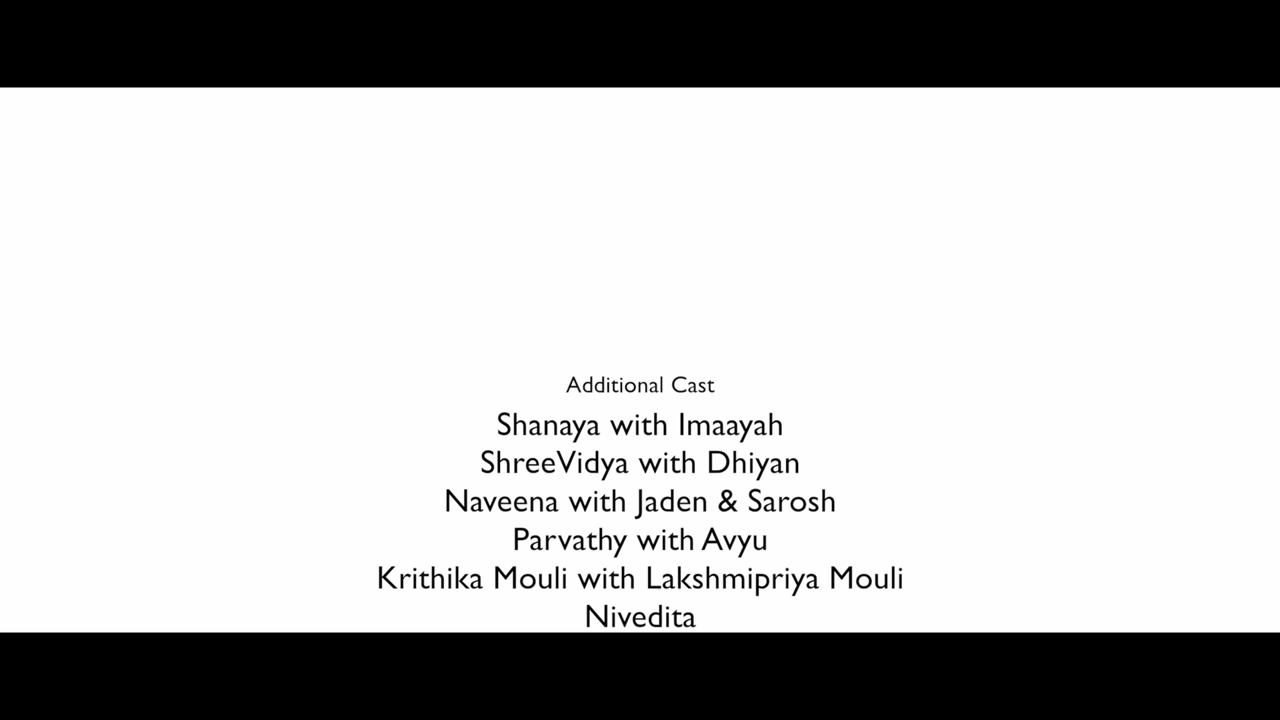 Additional Cast
Shanaya with Imaayah
ShreeVidya with Dhiyan
Naveena with Jaden & Sarosh
Parvathy with Avyu
Krithika Mouli with Lakshmipriya Mouli
Nivedita